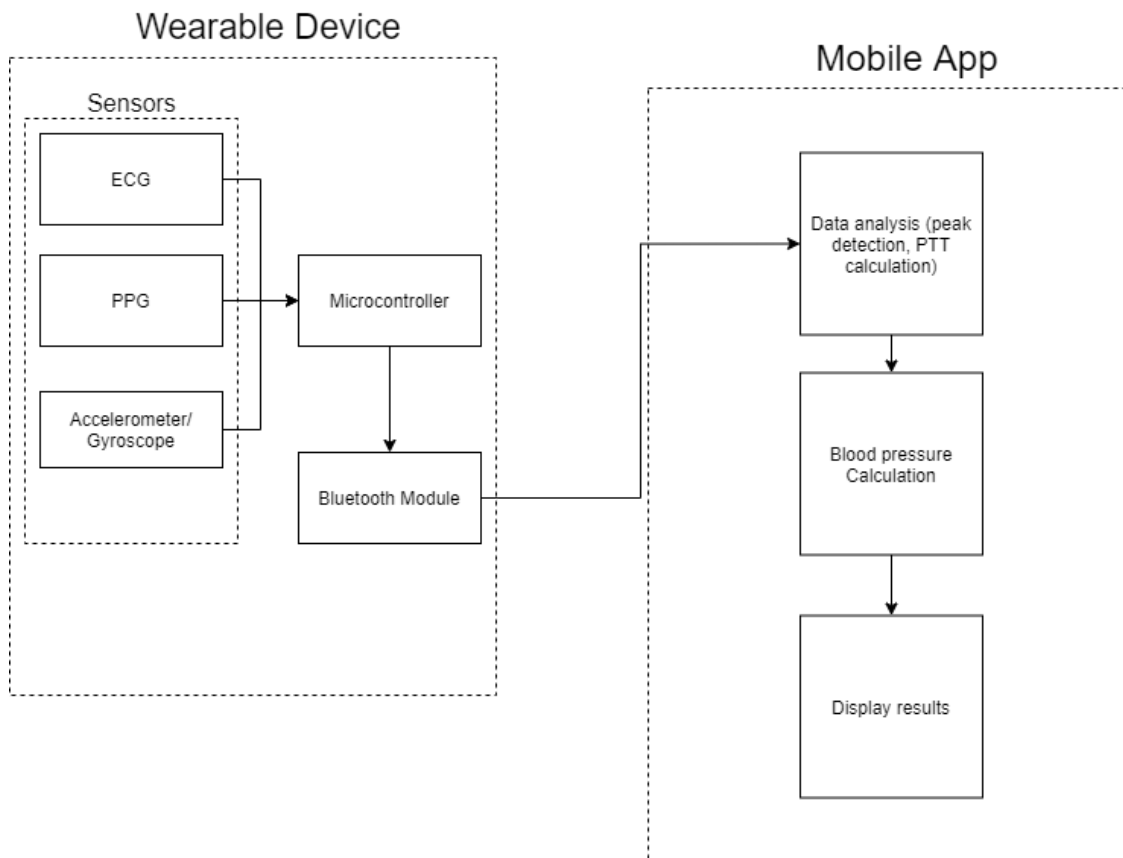 Wearable Device
Sensors
ECG
PPG
Accelerometer/
Gyroscope
Microcontroller
Bluetooth Module
Mobile App
Data analysis (peak
detection, PTT
calculation)
Blood pressure
Calculation
Display results